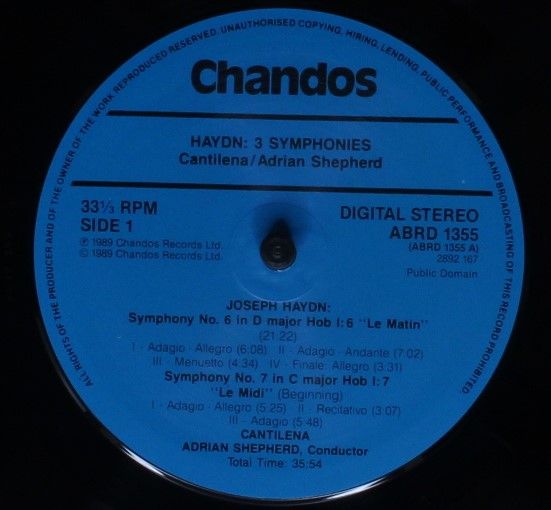 ALL RIGHTS OF THE PRODUCER AND OF THE OWNER OF THE WORK REPRODUCED RESERVED. UNAUTHORISED COPYING, HIRING, LENDING, PUBLIC PERFORMANCE AND BROADCASTING OF THIS RECORD PROHIBITED.
Chandos
HAYDN: 3 SYMPHONIES
Cantilena/Adrian Shepherd
33⅓ RPM
SIDE 1
℗ 1989 Chandos Records Ltd.
© 1989 Chandos Records Ltd.
DIGITAL STEREO
ABRD 1355
(ABRD 1355 A)
2892 167
Public Domain
JOSEPH HAYDN:
Symphony No. 6 in D major Hob I:6 "Le Matin"
(21:22)
I - Adagio - Allegro (6:08) II - Adagio - Andante (7:02)
III - Menuetto (4:34) IV - Finale: Allegro (3:31)
Symphony No. 7 in C major Hob I:7
"Le Midi" (Beginning)
I - Adagio - Allegro (5:25) II - Recitativo (3:07)
III - Adagio (5:48)
CANTILENA
ADRIAN SHEPHERD, Conductor
Total Time: 35:54